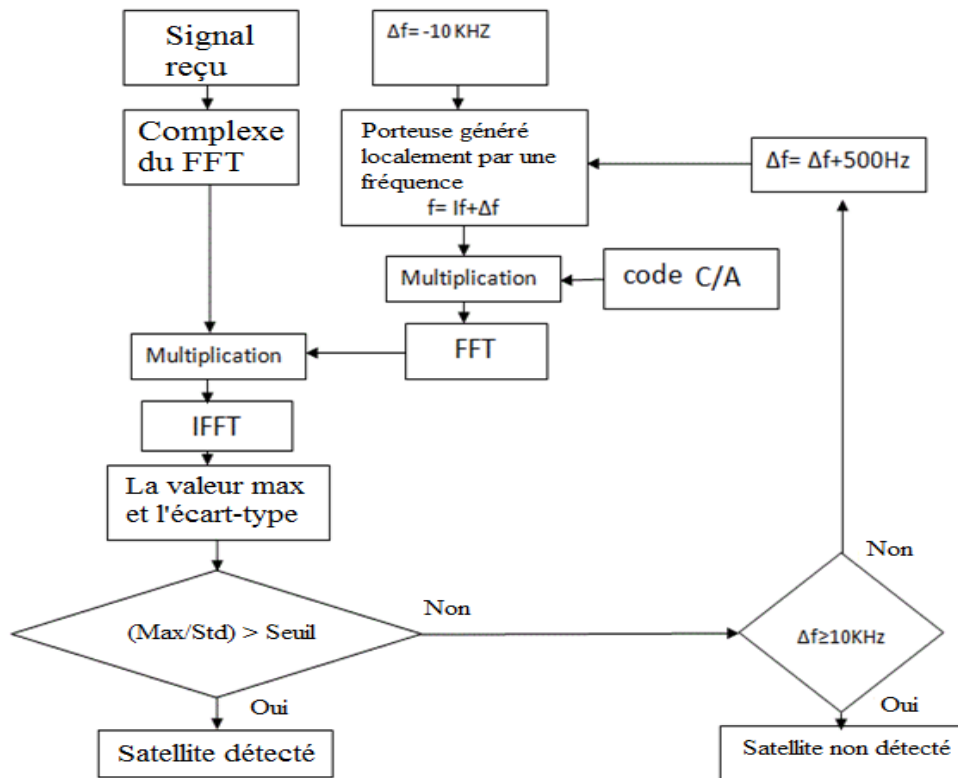 Signal
reçu
Δf= -10 KHZ
Complexe
du FFT
Porteuse généré
localement par une
fréquence
f= If+Δf
Δf= Δf+500Hz
Multiplication
code C/A
Multiplication
FFT
IFFT
La valeur max
et l'écart-type
Non
Non
(Max/Std) > Seuil
Δf≥10KHz
Oui
Oui
Satellite détecté
Satellite non détecté